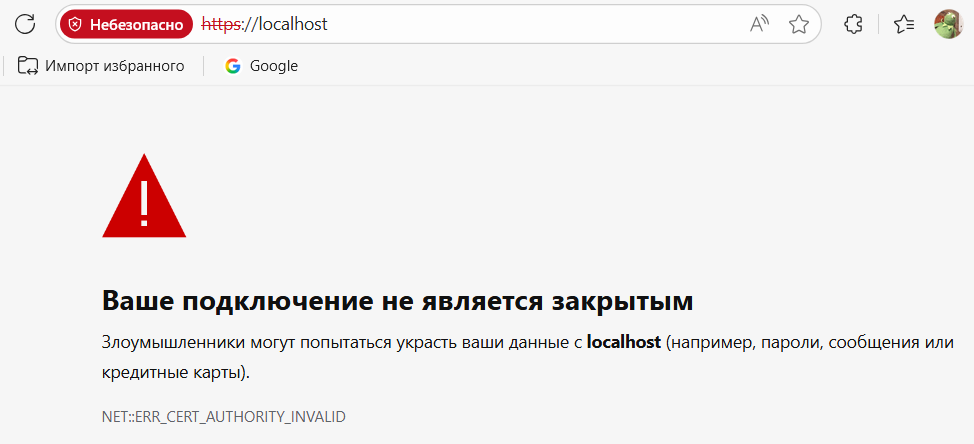 Небезопасно https://localhost
Импорт избранного Google
Ваше подключение не является закрытым
Злоумышленники могут попытаться украсть ваши данные с localhost (например, пароли, сообщения или
кредитные карты).
NET::ERR_CERT_AUTHORITY_INVALID